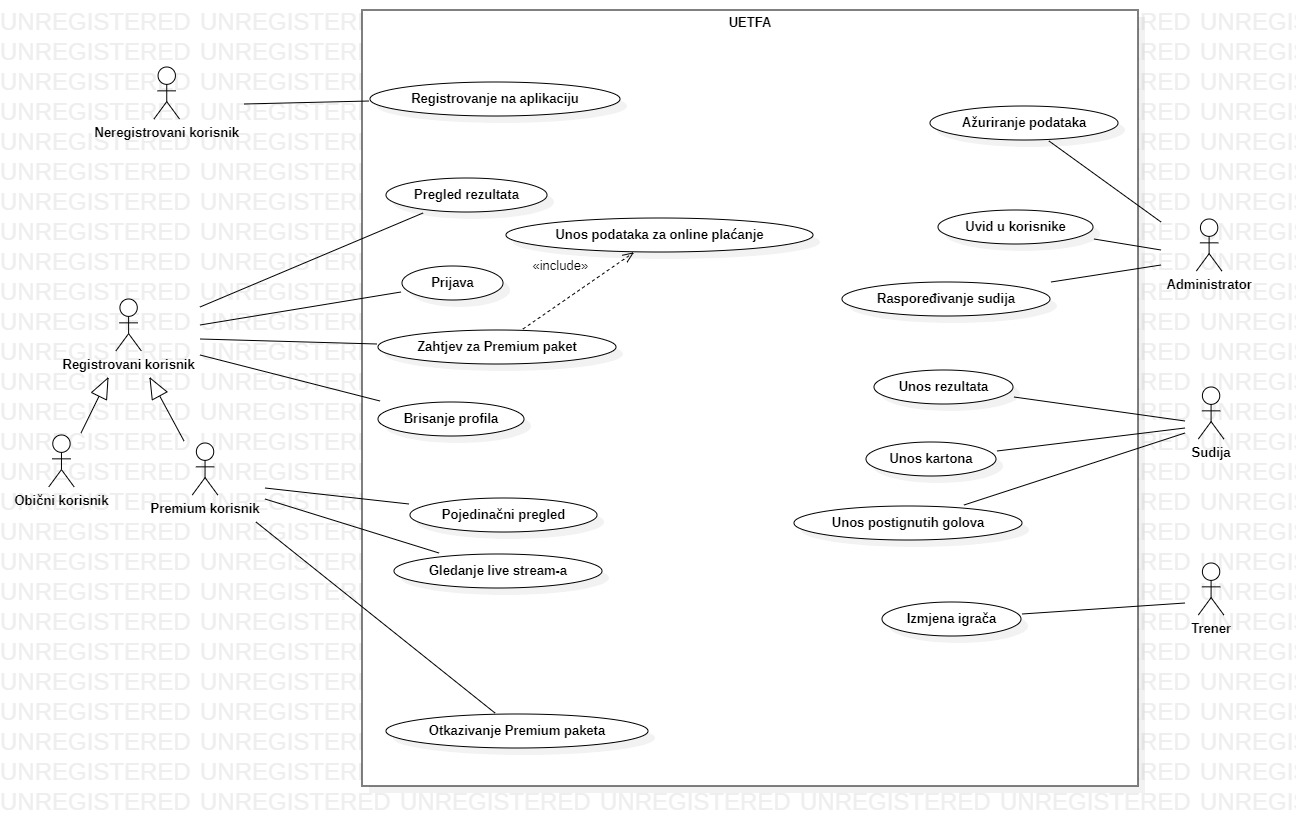 UETFA
Neregistrovani korisnik
Registrovanje na aplikaciju
Ažuriranje podataka
Pregled rezultata
Unos podataka za online plaćanje
Uvid u korisnike
«include»
Prijava
Administrator
Raspoređivanje sudija
Zahtjev za Premium paket
Registrovani korisnik
Unos rezultata
Brisanje profila
Sudija
Unos kartona
Obični korisnik
Premium korisnik
Pojedinačni pregled
Unos postignutih golova
Gledanje live stream-a
Izmjena igrača
Trener
Otkazivanje Premium paketa
UNREGISTERED UNREGISTERED UNREGISTERED UNREGISTERED UNREGISTERED UNREGISTERED